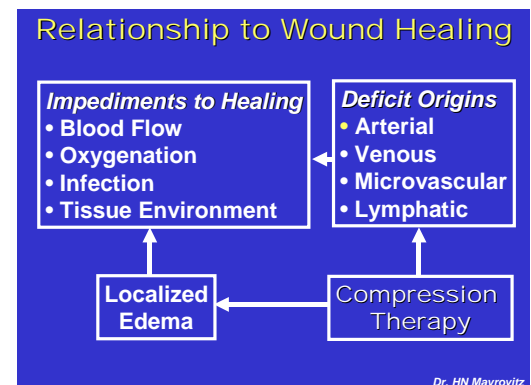 Relationship to Wound Healing
Impediments to Healing
• Blood Flow
• Oxygenation
• Infection
• Tissue Environment
Deficit Origins
• Arterial
• Venous
• Microvascular
• Lymphatic
Localized
Edema
Compression
Therapy
Dr. HN Mayrovitz